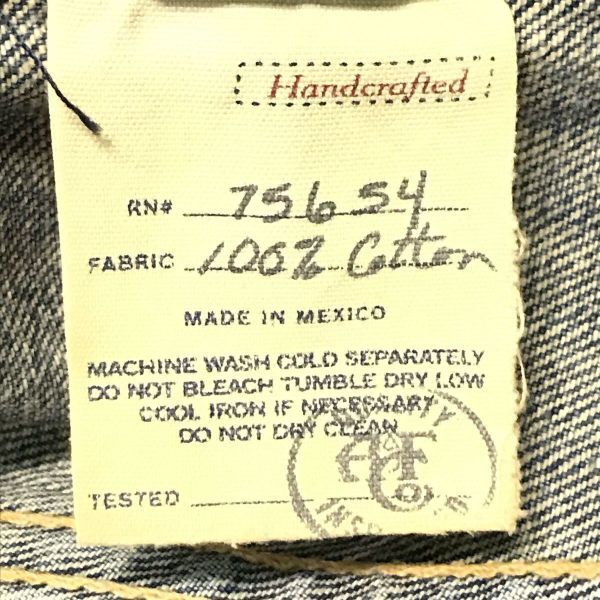 Handcrafted
RN# 75654
FABRIC 100% Cotton
MADE IN MEXICO
MACHINE WASH COLD SEPARATELY
DO NOT BLEACH TUMBLE DRY LOW
COOL IRON IF NECESSARY
DO NOT DRY CLEAN
TESTED